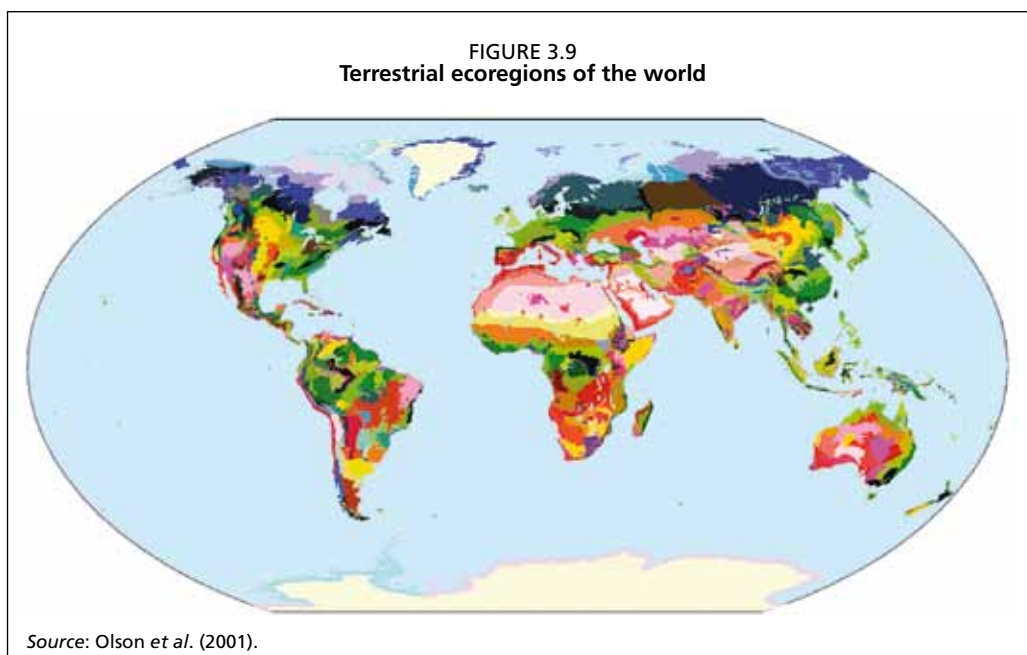 FIGURE 3.9
Terrestrial ecoregions of the world
Source: Olson et al. (2001).